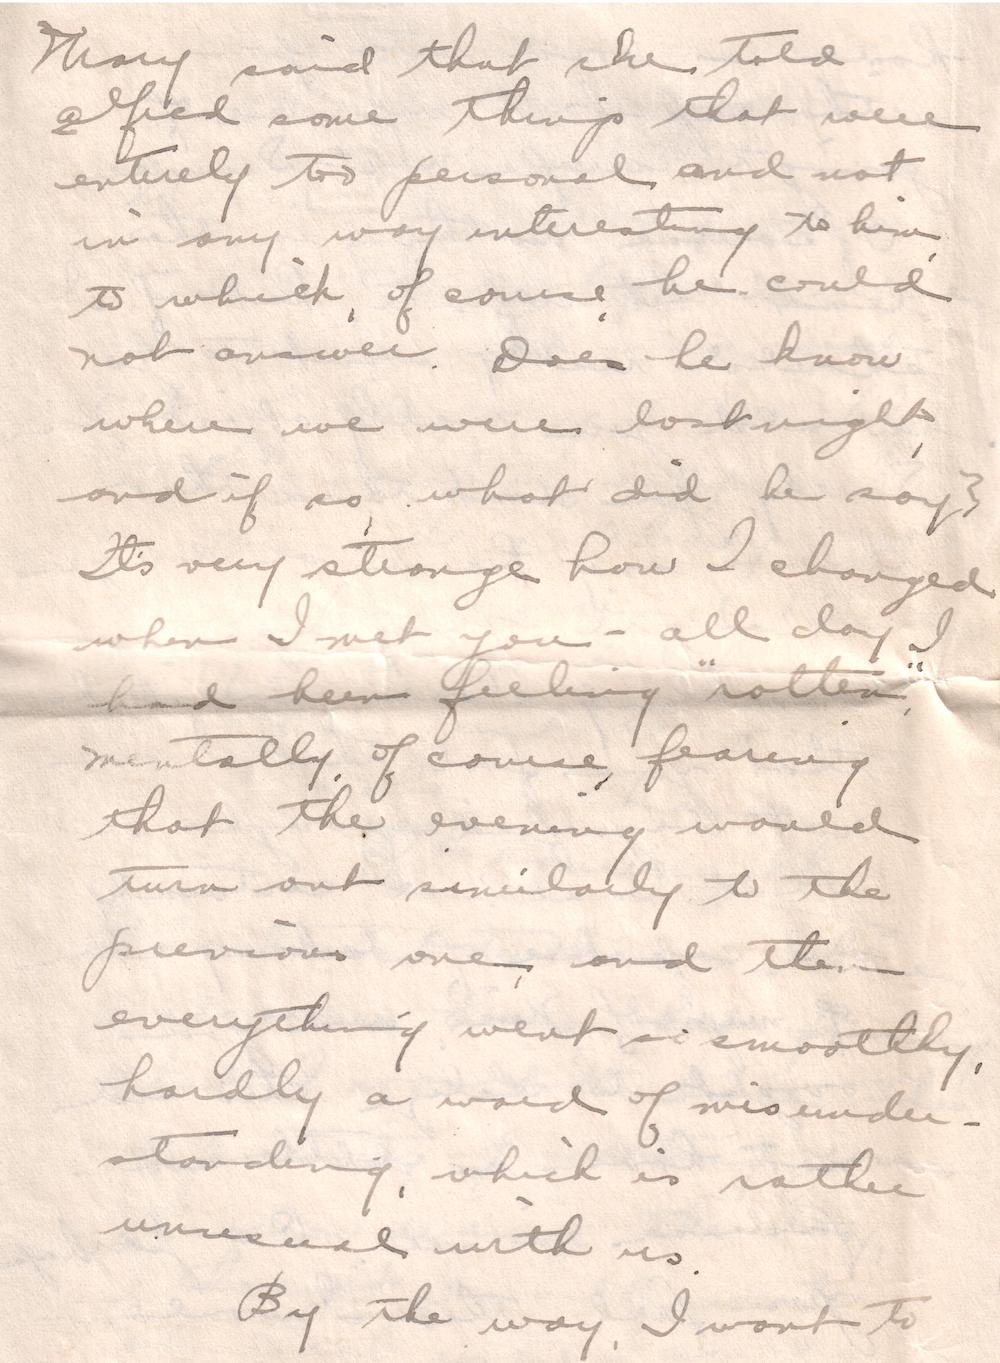 Mary said that she told
Alfred some things that were
entirely too personal and not
in any way interesting to him,
to which, of course, he could
not answer. Does he know
where we were last night,
and if so, what did he say?
It's very strange how I changed
when I met you - all day I
had been feeling "rotten",
mentally, of course, fearing
that the evening would
turn out similarly to the
previous one, and then
everything went so smoothly,
hardly a word of misunder-
standing, which is rather
unusual with us.
By the way, I want to